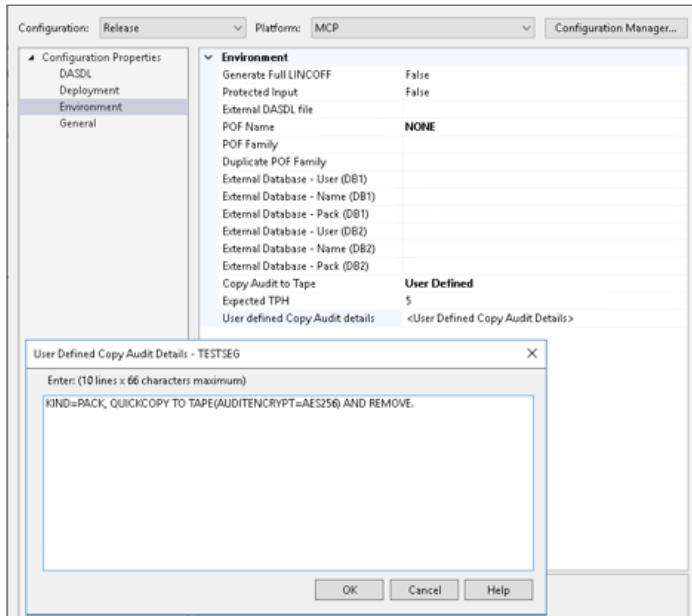 Configuration: Release Platform: MCP Configuration Manager...
Configuration Properties
DASDL
Deployment
Environment
General
Environment
Generate Full LINCOFF False
Protected Input False
External DASDL file
POF Name NONE
POF Family
Duplicate POF Family
External Database - User (DB1)
External Database - Name (DB1)
External Database - Pack (DB1)
External Database - User (DB2)
External Database - Name (DB2)
External Database - Pack (DB2)
Copy Audit to Tape User Defined
Expected TPH 5
User defined Copy Audit details <User Defined Copy Audit Details>
User Defined Copy Audit Details - TESTSEG
Enter: (10 lines x 66 characters maximum)
KIND=PACK, QUICKCOPY TO TAPE(AUDITENCRYPT=AES256) AND REMOVE.
OK Cancel Help